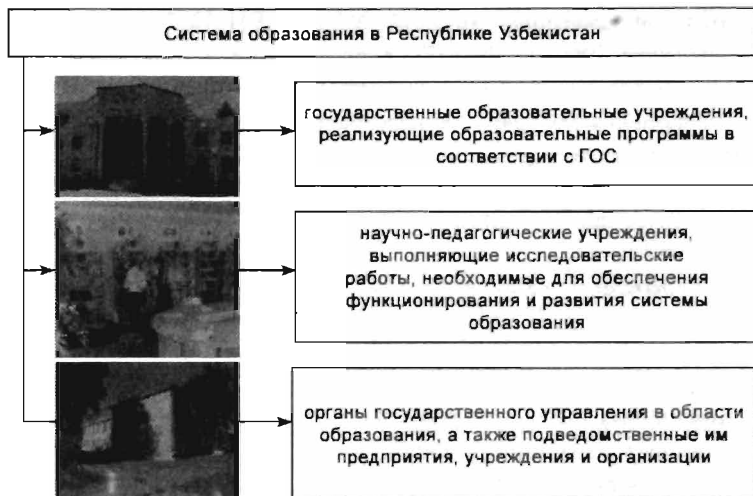 Система образования в Республике Узбекистан
государственные образовательные учреждения,
реализующие образовательные программы в
соответствии с ГОС
научно-педагогические учреждения,
выполняющие исследовательские
работы, необходимые для обеспечения
функционирования и развития системы
образования
органы государственного управления в области
образования, а также подведомственные им
предприятия, учреждения и организации